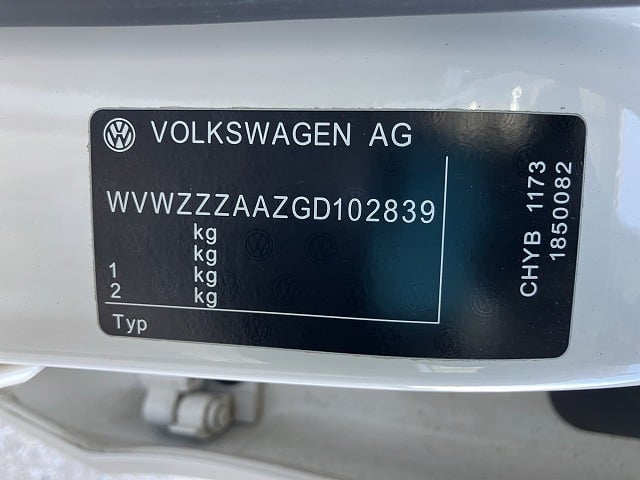 VOLKSWAGEN AG
WVWZZZAAZGD102839
kg
kg
1 kg
2 kg
Typ
CHYB 1173
1850082